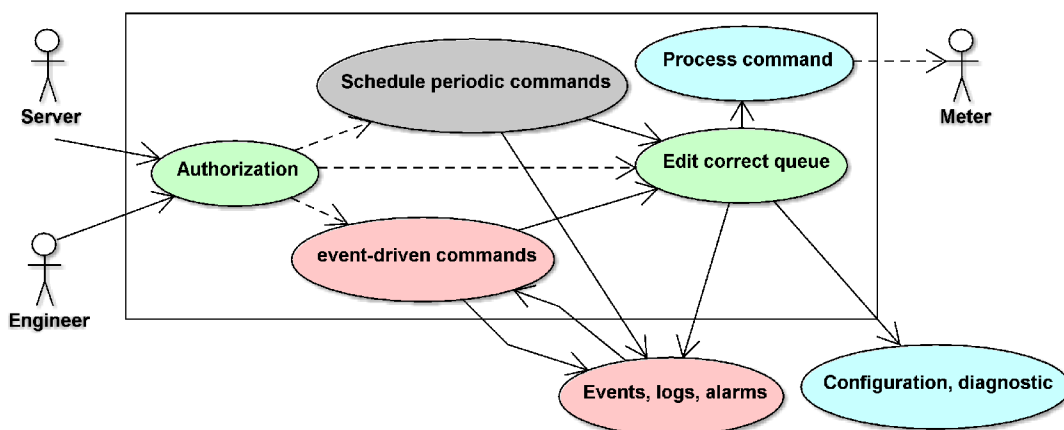 Server
Schedule periodic commands
Process command
Meter
Authorization
Edit correct queue
event-driven commands
Engineer
Events, logs, alarms
Configuration, diagnostic